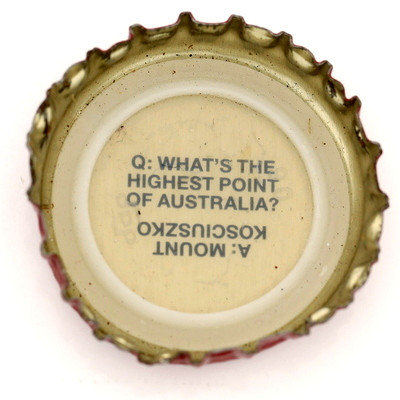 Q: WHAT'S THE
HIGHEST POINT
OF AUSTRALIA?
A: MOUNT
KOSCIUSZKO